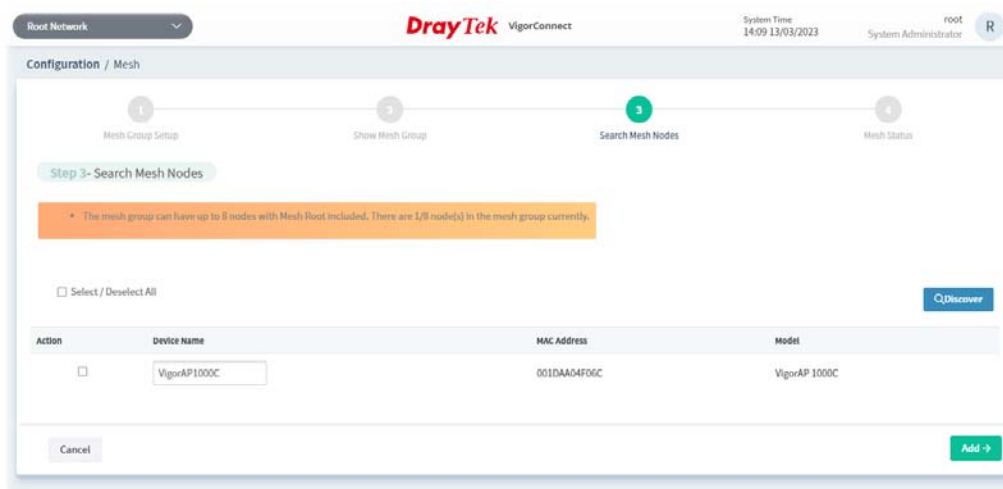 Root Network
DrayTek VigorConnect
System Time
14:09 13/03/2023
root
System Administrator
R
Configuration / Mesh
1
Mesh Group Setup
Show Mesh Group
3
Search Mesh Nodes
4
Mesh Status
Step 3- Search Mesh Nodes
• The mesh group can have up to 8 nodes with Mesh Root included. There are 1/8 node(s) in the mesh group currently.
Select / Deselect All
Discover
Action Device Name MAC Address Model
VigorAP1000C 001DAA04F06C VigorAP 1000C
Cancel
Add →